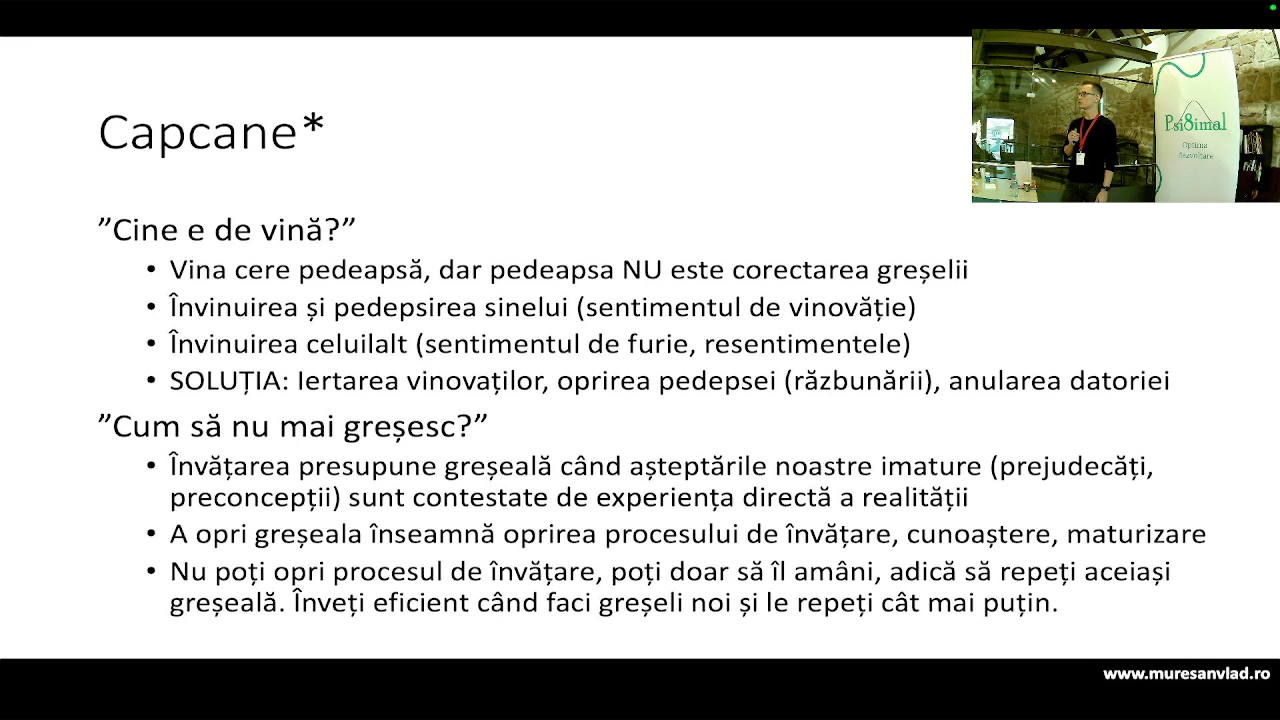 Capcane*
”Cine e de vină?”
• Vina cere pedeapsă, dar pedeapsa NU este corectarea greșelii
• Învinuirea și pedepsirea sinelui (sentimentul de vinovăție)
• Învinuirea celuilalt (sentimentul de furie, resentimentele)
• SOLUȚIA: Iertarea vinovaților, oprirea pedepsei (răzbunării), anularea datoriei
”Cum să nu mai greșesc?”
• Învățarea presupune greșeală când așteptările noastre imature (prejudecăți,
preconcepții) sunt contestate de experiența directă a realității
• A opri greșeala înseamnă oprirea procesului de învățare, cunoaștere, maturizare
• Nu poți opri procesul de învățare, poți doar să îl amâni, adică să repeți aceiași
greșeală. Înveți eficient când faci greșeli noi și le repeți cât mai puțin.
Psi8imal
Optima
dezvoltare
www.muresanvlad.ro